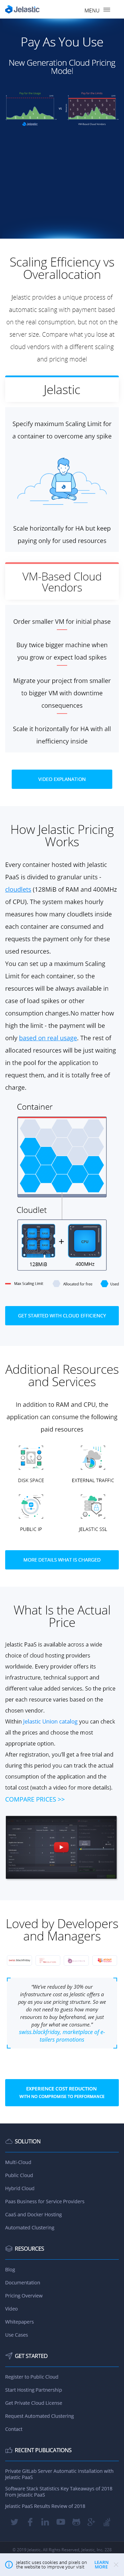 Jelastic
MENU
Pay As You Use
New Generation Cloud Pricing
Model
Scaling Efficiency vs
Overallocation
Jelastic provides a unique possibility
of automatic scaling with payment based
on the real consumption, but not on the
server size. Compare what you lose at
cloud vendors with a different scaling
and pricing model
Jelastic
Specify maximum Scaling Limit for
a container to overcome any spike
Scale horizontally for HA but keep
paying only for used resources
VM-Based Cloud
Vendors
Order smaller VM for initial phase
Buy twice bigger machine when
you grow or expect load spikes
Migrate your project from smaller
to bigger VM with downtime
consequences
Scale it horizontally for HA with all
inefficiency inside
VIDEO EXPLANATION
How Jelastic Pricing
Works
Every container hosted with Jelastic
PaaS is divided to granular units -
cloudlets (128MiB of RAM and 400MHz
of CPU). The system makes hourly
measures how many cloudlets inside
each container are consumed and
requests payment for only truly used
resources.
You can set up a maximum Scaling
Limit for each container, so the
resources will be always available in
case of load spikes or other
consumption changes.No matter how
high the limit - the payment will be
only based on real usage. The rest of
allocated resources will be just waiting
in the pool for the application to
request them, and it is totally free of
charge.
Container
Cloudlet
128MiB
400MHz
Max Scaling Limit
Allocated for free
Used
GET STARTED WITH CLOUD EFFICIENCY
Additional Resources
and Services
In addition to RAM and CPU, the
application can consume the following
paid resources
DISK SPACE
EXTERNAL TRAFFIC
PUBLIC IP
JELASTIC SSL
MORE DETAILS WHAT IS CHARGED
What Is the Actual
Price
Jelastic PaaS is available across a wide
choice of cloud hosting providers
worldwide. Every provider offers its
infrastructure, technical support and
different value added services. So the price
per each resource varies based on the
chosen vendor.
Within Jelastic Union catalog you can check
all the prices and choose the most
appropriate option.
After registration, you'll get a free trial and
during this period you can track the actual
consumption of the application and the
total cost (watch a video for more details).
COMPARE PRICES >>
Loved by Developers
and Managers
"We've reduced by 30% our
infrastructure cost as Jelastic offers a
pay as you use pricing structure. So we
do not need to guess how many
resources to buy upfront, we just
pay for what we consume."
swiss.blackfriday, marketplace of e-
tailers promotions
EXPERIENCE COST REDUCTION
WITH NO COMPROMISE TO PERFORMANCE
SOLUTION
Multi-Cloud
Public Cloud
Hybrid Cloud
Paas Business for Service Providers
CaaS and Docker Hosting
Automated Clustering
RESOURCES
Blog
Documentation
Pricing Overview
Video
Whitepapers
Use Cases
GET STARTED
Register to Public Cloud
Start Hosting Partnership
Get Private Cloud License
Request Automated Clustering
Contact
RECENT PUBLICATIONS
Private GitLab Server Automatic Installation with
Jelastic PaaS
Software Stack Statistics Key Takeaways of 2018
from Jelastic PaaS
Jelastic PaaS Results Review of 2018
Jelastic uses cookies and pixels on
the website to improve your visit
LEARN
MORE